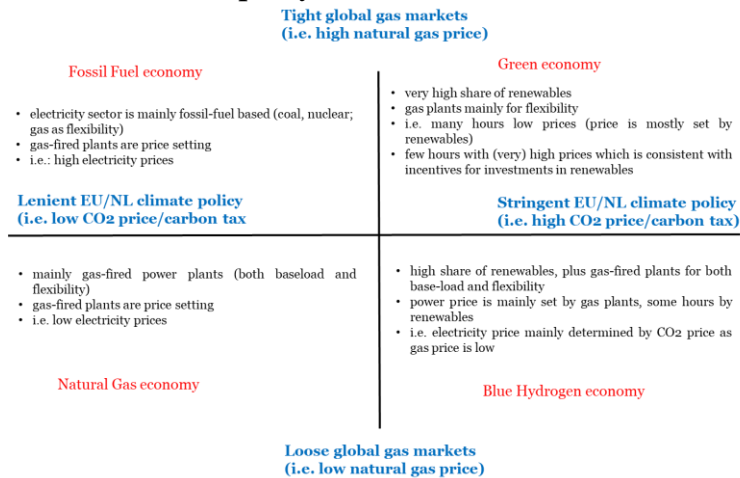 Tight global gas markets
(i.e. high natural gas price)
Fossil Fuel economy
• electricity sector is mainly fossil-fuel based (coal, nuclear;
gas as flexibility)
• gas-fired plants are price setting
• i.e.: high electricity prices
Green economy
• very high share of renewables
• gas plants mainly for flexibility
• i.e. many hours low prices (price is mostly set by
renewables)
• few hours with (very) high prices which is consistent with
incentives for investments in renewables
Lenient EU/NL climate policy
(i.e. low CO2 price/carbon tax
Stringent EU/NL climate policy
(i.e. high CO2 price/carbon tax)
• mainly gas-fired power plants (both baseload and
flexibility)
• gas-fired plants are price setting
• i.e. low electricity prices
Natural Gas economy
• high share of renewables, plus gas-fired plants for both
base-load and flexibility
• power price is mainly set by gas plants, some hours by
renewables
• i.e. electricity price mainly determined by CO2 price as
gas price is low
Blue Hydrogen economy
Loose global gas markets
(i.e. low natural gas price)